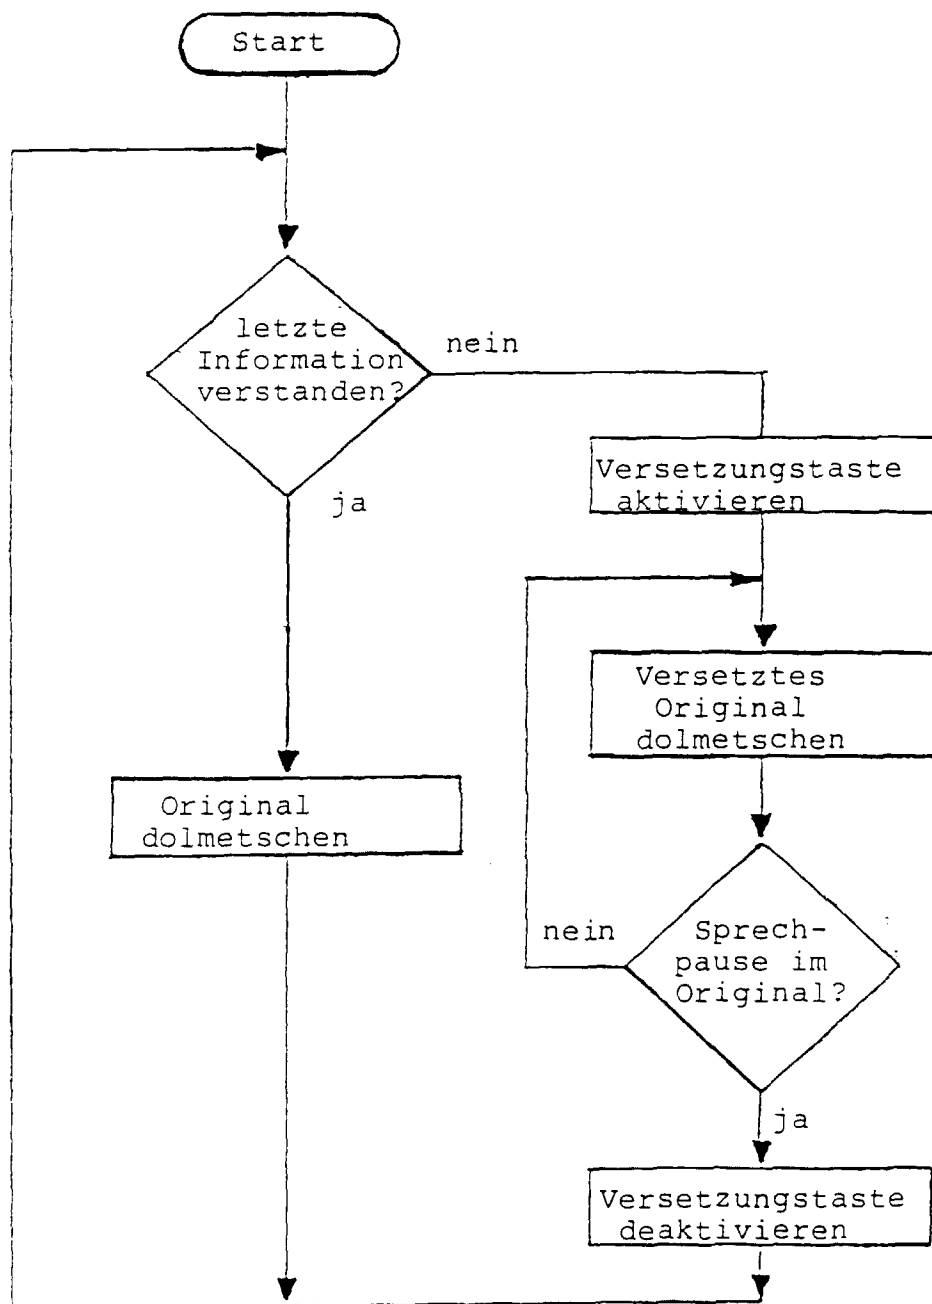 Start
letzte
Information
verstanden?
nein
ja
Versetzungstaste
aktivieren
Versetztes
Original
dolmetschen
Original
dolmetschen
nein
Sprech-
pause im
Original?
ja
Versetzungstaste
deaktivieren